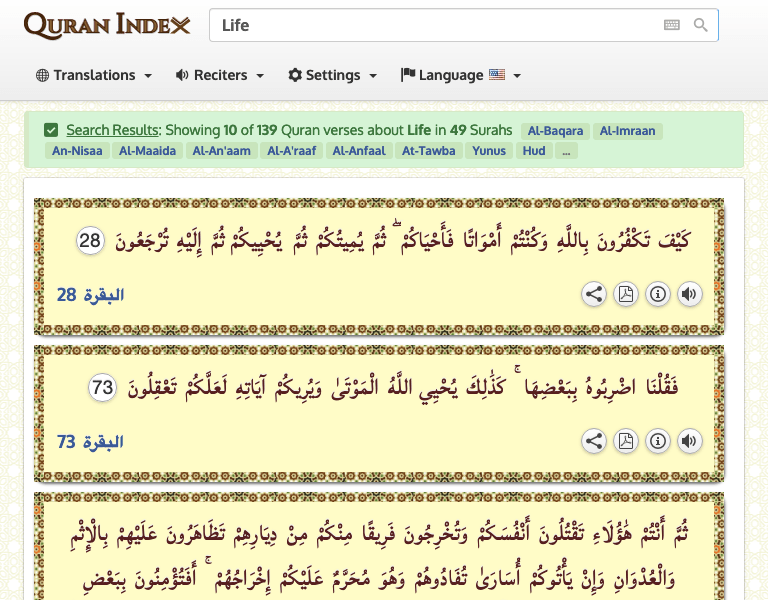 QURAN INDEX
Life
Translations
Reciters
Settings
Language
Search Results: Showing 10 of 139 Quran verses about Life in 49 Surahs Al-Baqara Al-Imraan
An-Nisaa Al-Maaida Al-An'aam Al-A'raaf Al-Anfaal At-Tawba Yunus Hud ...
كَيْفَ تَكْفُرُونَ بِاللَّهِ وَكُنْتُمْ أَمْوَاتًا فَأَحْيَاكُمْ ۖ ثُمَّ يُمِيتُكُمْ ثُمَّ يُحْيِيكُمْ ثُمَّ إِلَيْهِ تُرْجَعُونَ 28
البقرة 28
فَقُلْنَا اضْرِبُوهُ بِبَعْضِهَا ۚ كَذَٰلِكَ يُحْيِي اللَّهُ الْمَوْتَىٰ وَيُرِيكُمْ آيَاتِهِ لَعَلَّكُمْ تَعْقِلُونَ 73
البقرة 73
ثُمَّ أَنْتُمْ هَٰؤُلَاءِ تَقْتُلُونَ أَنْفُسَكُمْ وَتُخْرِجُونَ فَرِيقًا مِنْكُمْ مِنْ دِيَارِهِمْ تَظَاهَرُونَ عَلَيْهِمْ بِالْإِثْمِ
وَالْعُدْوَانِ وَإِنْ يَأْتُوكُمْ أُسَارَىٰ تُفَادُوهُمْ وَهُوَ مُحَرَّمٌ عَلَيْكُمْ إِخْرَاجُهُمْ ۚ أَفَتُؤْمِنُونَ بِبَعْضِ